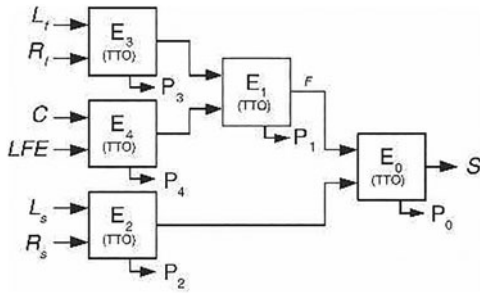 L_f
R_f
E_3
(TTO)
P_3
C
LFE
E_4
(TTO)
P_4
L_s
R_s
E_2
(TTO)
P_2
E_1
(TTO)
P_1
F
E_0
(TTO)
P_0
S